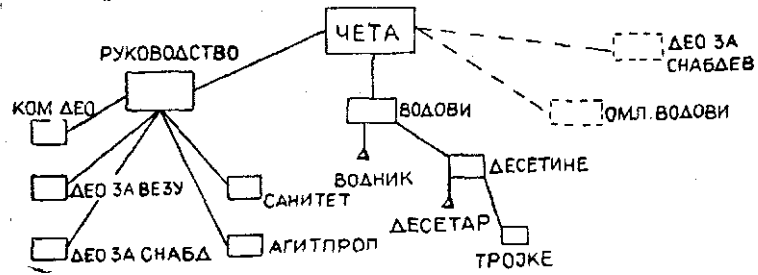 ЧЕТА
РУКОВОДСТВО
ДЕО ЗА
СНАБДЕВ
КОМ ДЕО
ВОДОВИ
ОМЛ. ВОДОВИ
ВОДНИК
ДЕСЕТИНЕ
ДЕО ЗА ВЕЗУ
САНИТЕТ
ДЕСЕТАР
ДЕО ЗА СНАБД
АГИТПРОП
ТРОЈКЕ